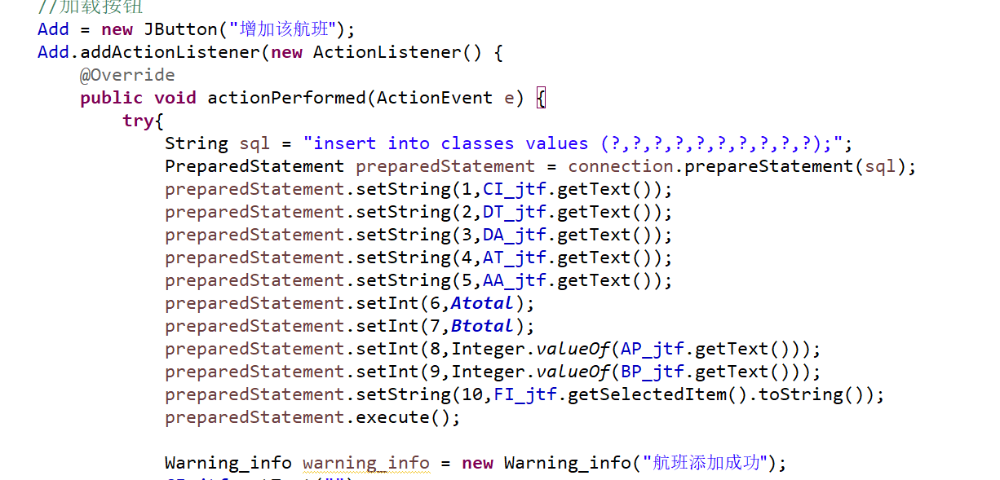 //加载按钮
Add = new JButton("增加该航班");
Add.addActionListener(new ActionListener() {
@Override
public void actionPerformed(ActionEvent e) {
try{
String sql = "insert into classes values (?,?,?,?,?,?,?,?,?,?);";
PreparedStatement preparedStatement = connection.prepareStatement(sql);
preparedStatement.setString(1,CI_jtf.getText());
preparedStatement.setString(2,DT_jtf.getText());
preparedStatement.setString(3,DA_jtf.getText());
preparedStatement.setString(4,AT_jtf.getText());
preparedStatement.setString(5,AA_jtf.getText());
preparedStatement.setInt(6,Atotal);
preparedStatement.setInt(7,Btotal);
preparedStatement.setInt(8,Integer.valueOf(AP_jtf.getText()));
preparedStatement.setInt(9,Integer.valueOf(BP_jtf.getText()));
preparedStatement.setString(10,FI_jtf.getSelectedItem().toString());
preparedStatement.execute();
Warning_info warning_info = new Warning_info("航班添加成功");